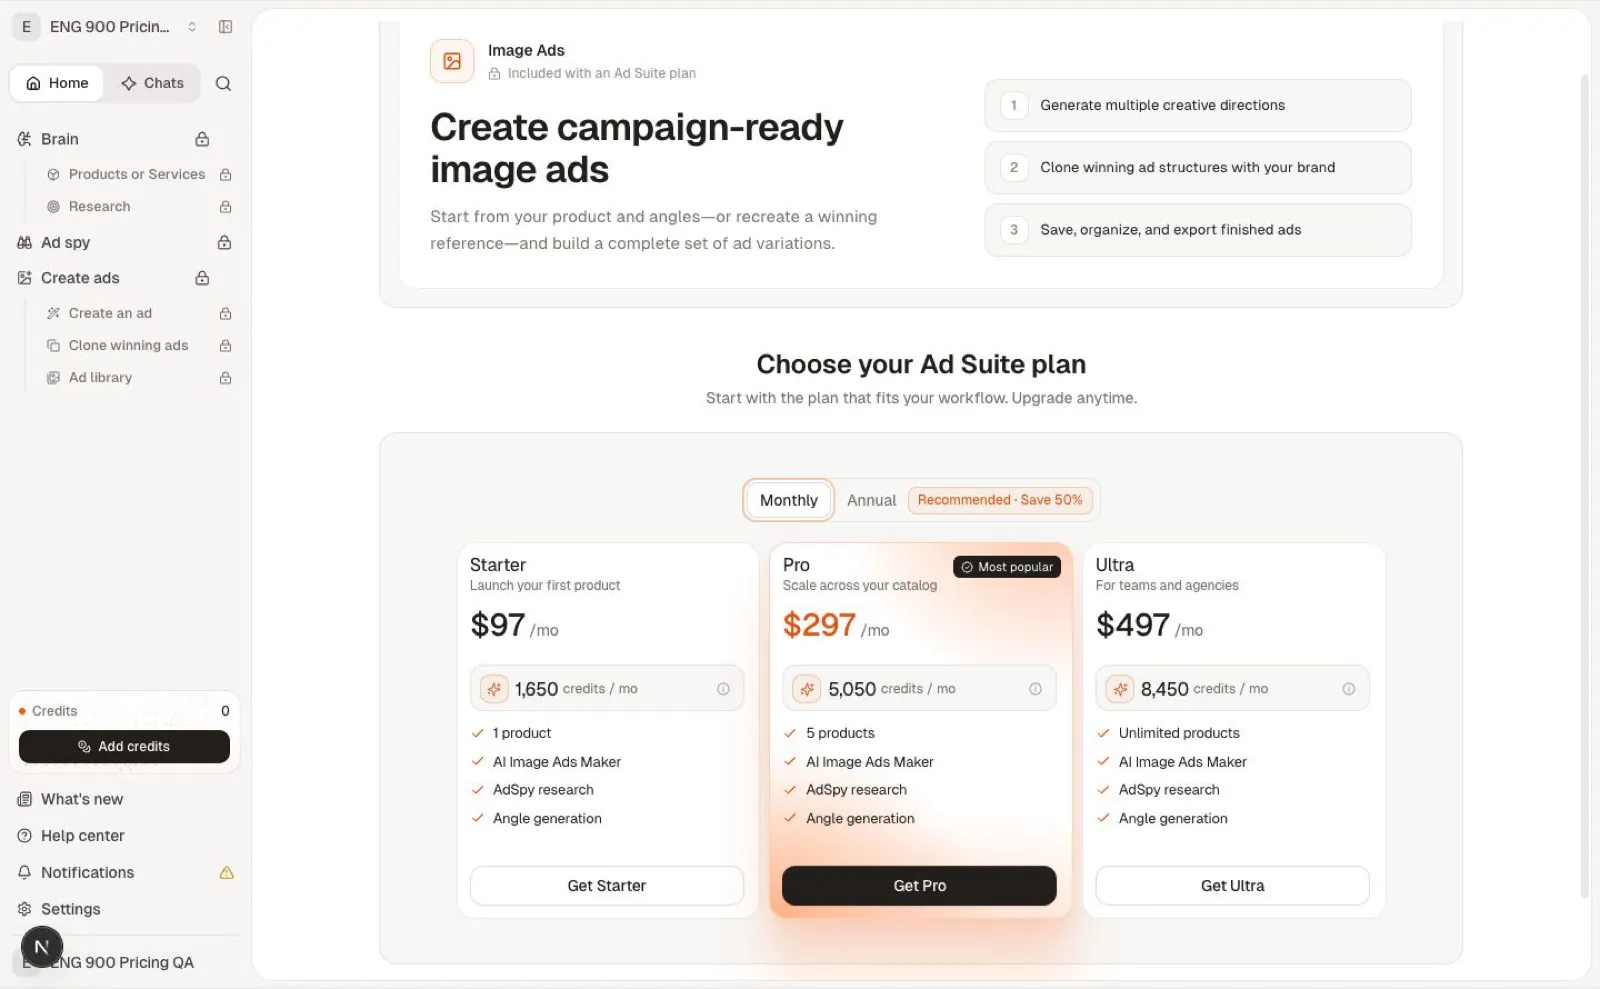 E ENG 900 Pricin...
Home
Chats
Brain
Products or Services
Research
Ad spy
Create ads
Create an ad
Clone winning ads
Ad library
Credits 0
Add credits
What's new
Help center
Notifications
Settings
N
ENG 900 Pricing QA
Image Ads
Included with an Ad Suite plan
Create campaign-ready
image ads
Start from your product and angles—or recreate a winning
reference—and build a complete set of ad variations.
1 Generate multiple creative directions
2 Clone winning ad structures with your brand
3 Save, organize, and export finished ads
Choose your Ad Suite plan
Start with the plan that fits your workflow. Upgrade anytime.
Monthly Annual Recommended · Save 50%
Starter
Launch your first product
$97 /mo
1,650 credits / mo
1 product
AI Image Ads Maker
AdSpy research
Angle generation
Get Starter
Pro
Most popular
Scale across your catalog
$297 /mo
5,050 credits / mo
5 products
AI Image Ads Maker
AdSpy research
Angle generation
Get Pro
Ultra
For teams and agencies
$497 /mo
8,450 credits / mo
Unlimited products
AI Image Ads Maker
AdSpy research
Angle generation
Get Ultra